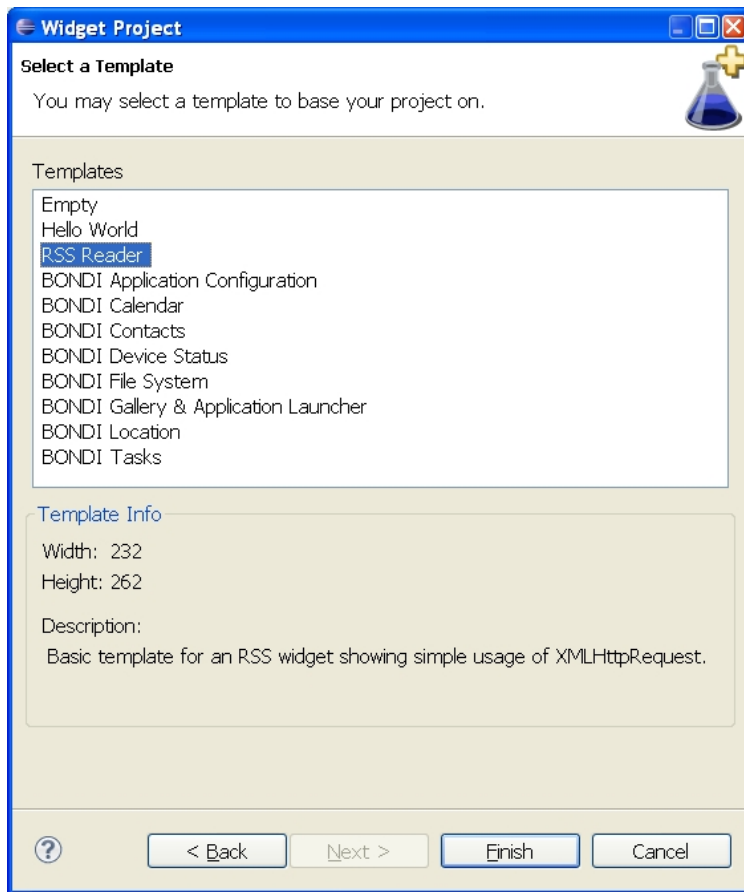 Widget Project
Select a Template
You may select a template to base your project on.
Templates
Empty
Hello World
RSS Reader
BONDI Application Configuration
BONDI Calendar
BONDI Contacts
BONDI Device Status
BONDI File System
BONDI Gallery & Application Launcher
BONDI Location
BONDI Tasks
Template Info
Width: 232
Height: 262
Description:
Basic template for an RSS widget showing simple usage of XMLHttpRequest.
? < Back Next > Finish Cancel